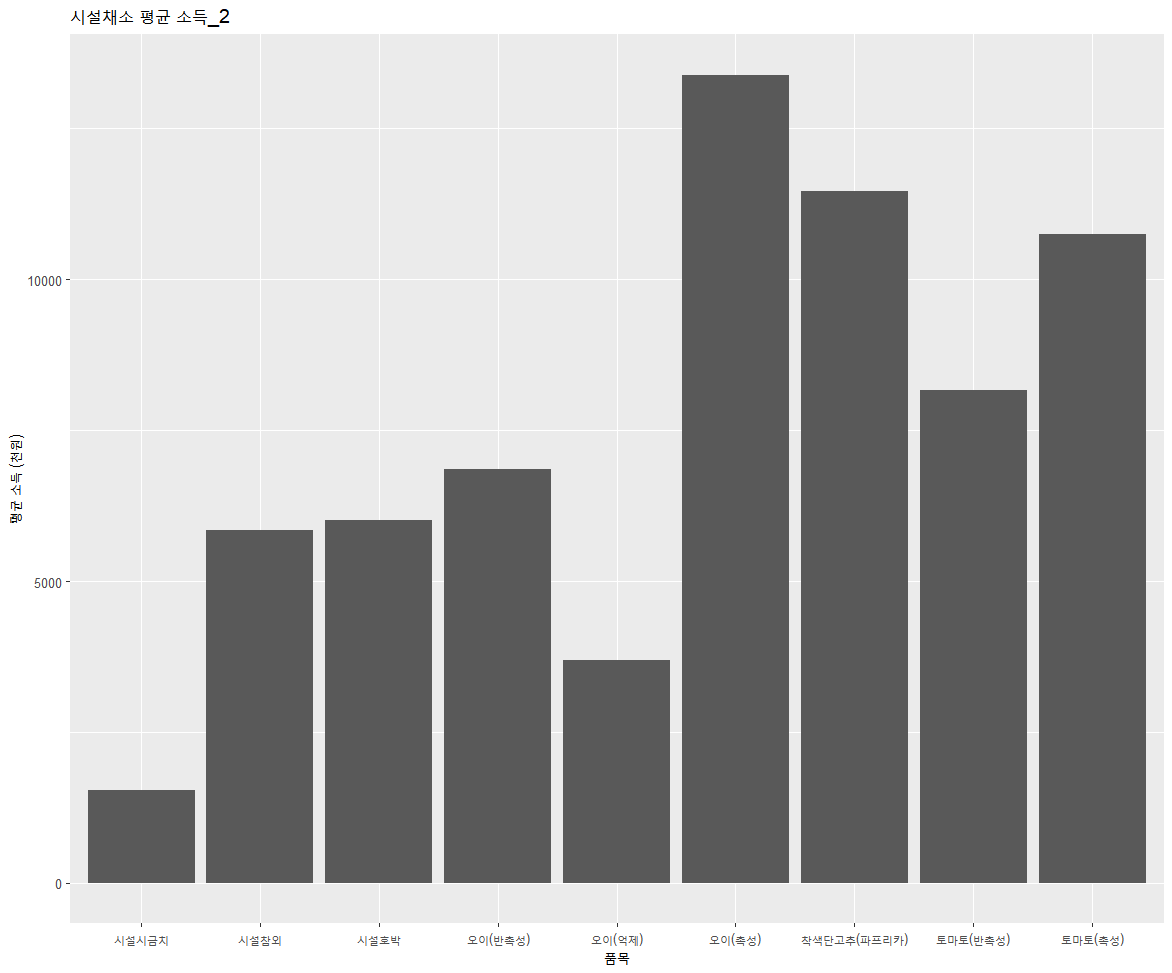 시설채소 평균 소득_2
평균 소득 (천원)
10000
5000
0
시설시금치 시설참외 시설호박 오이(반촉성) 오이(억제) 오이(촉성) 착색단고추(파프리카) 토마토(반촉성) 토마토(촉성)
품목